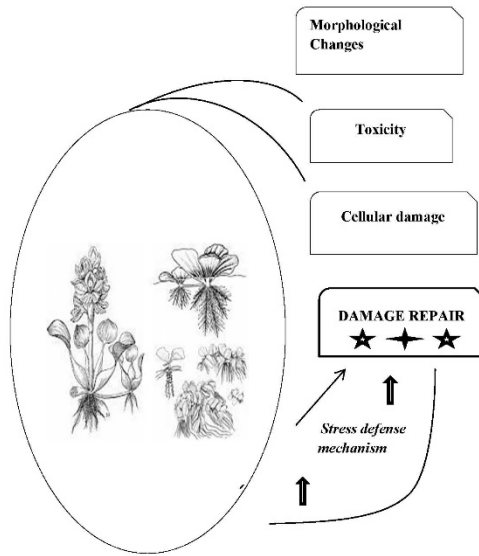 Morphological
Changes
Toxicity
Cellular damage
DAMAGE REPAIR
Stress defense
mechanism